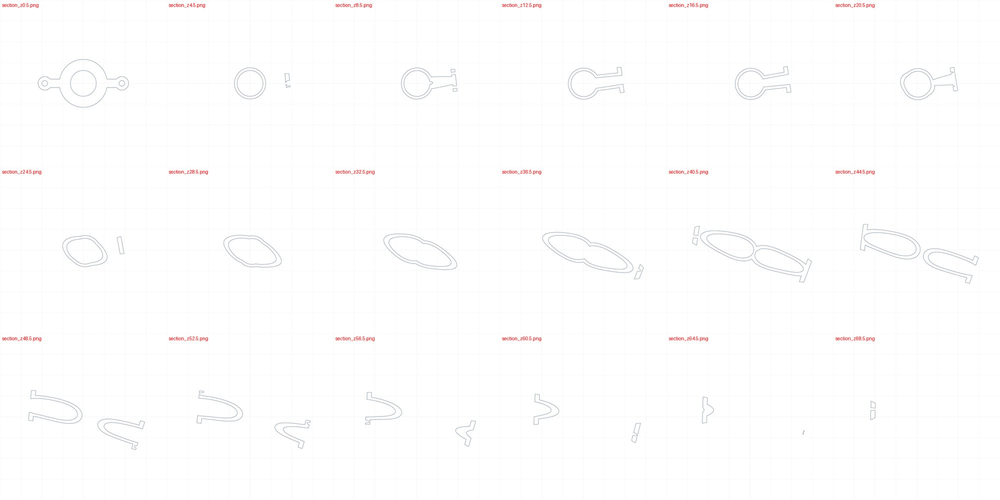 section_z0.5.png
section_z4.5.png
section_z8.5.png
section_z12.5.png
section_z16.5.png
section_z20.5.png
section_z24.5.png
section_z28.5.png
section_z32.5.png
section_z36.5.png
section_z40.5.png
section_z44.5.png
section_z48.5.png
section_z52.5.png
section_z56.5.png
section_z60.5.png
section_z64.5.png
section_z68.5.png